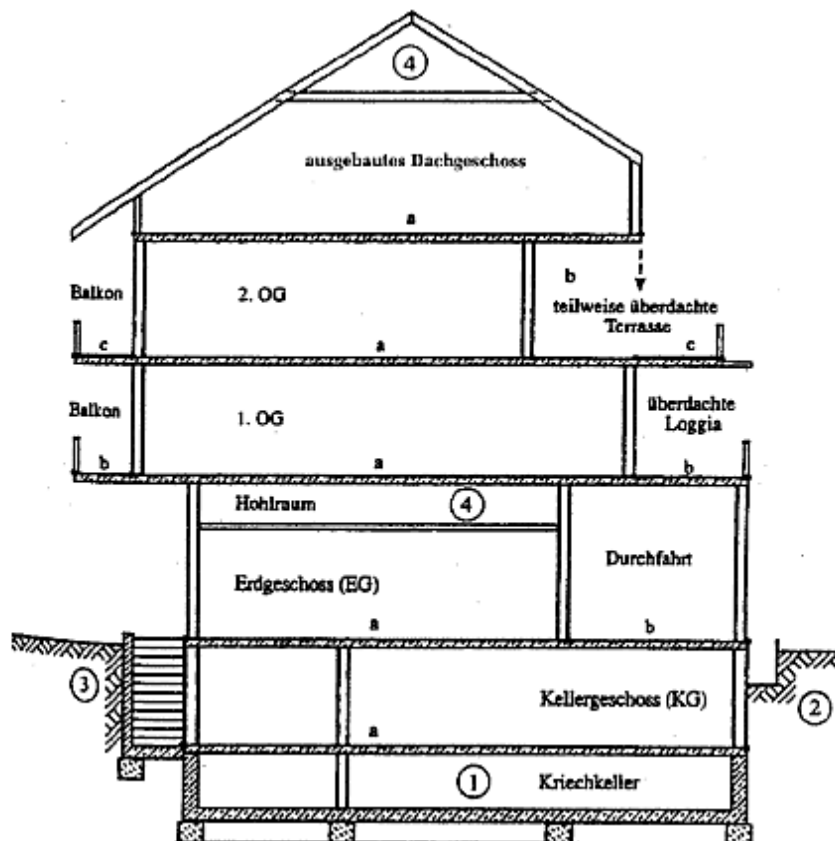 4
ausgebautes Dachgeschoss
a
Balkon
2. OG
b
teilweise überdachte
Terrasse
c
a
c
Balkon
1. OG
überdachte
Loggia
b
a
b
Hohlraum
4
Durchfahrt
Erdgeschoss (EG)
a
b
3
Kellergeschoss (KG)
2
a
1
Kriechkeller